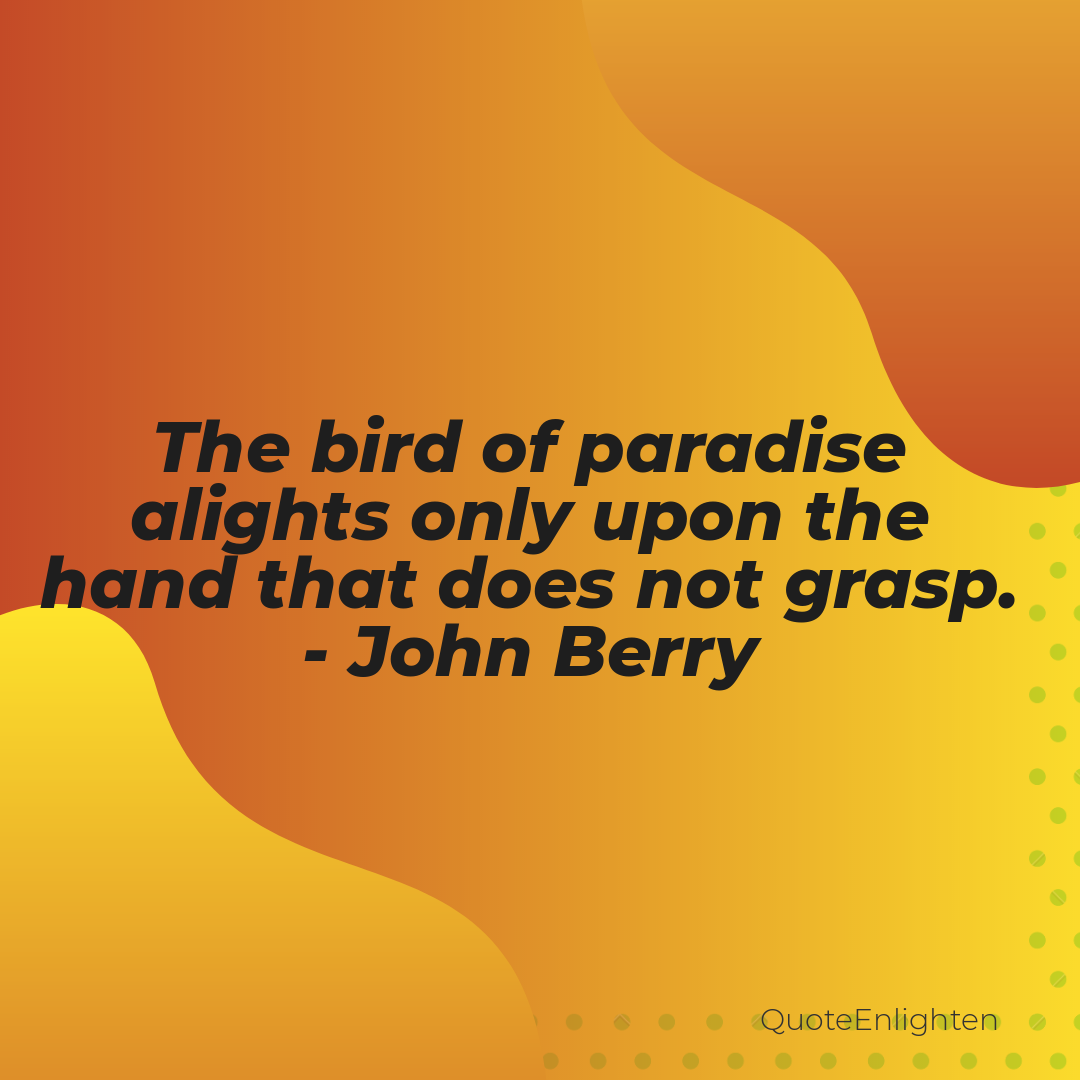 The bird of paradise
alights only upon the
hand that does not grasp.
- John Berry
QuoteEnlighten